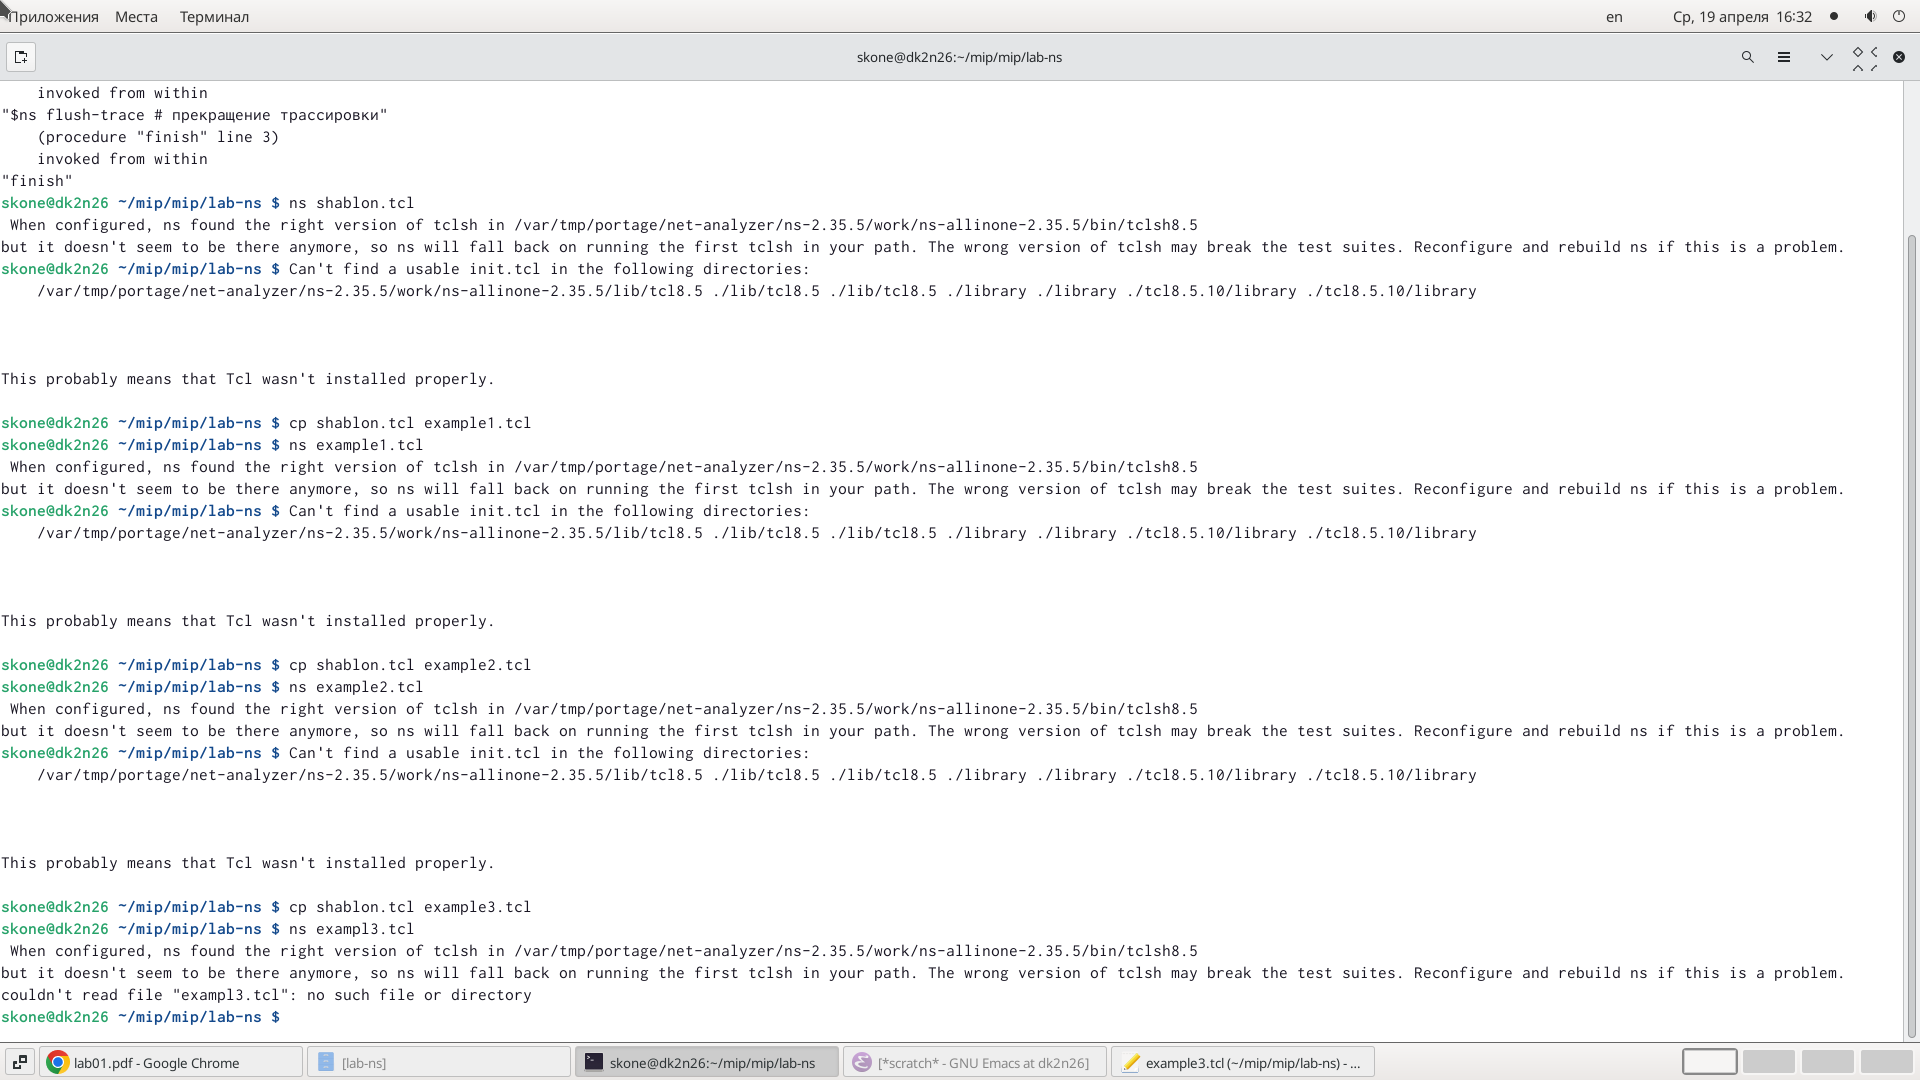 Приложения Места Терминал en Ср, 19 апреля 16:32
skone@dk2n26:~/mip/mip/lab-ns
    invoked from within
"$ns flush-trace # прекращение трассировки"
    (procedure "finish" line 3)
    invoked from within
"finish"
skone@dk2n26 ~/mip/mip/lab-ns $ ns shablon.tcl
 When configured, ns found the right version of tclsh in /var/tmp/portage/net-analyzer/ns-2.35.5/work/ns-allinone-2.35.5/bin/tclsh8.5
but it doesn't seem to be there anymore, so ns will fall back on running the first tclsh in your path. The wrong version of tclsh may break the test suites. Reconfigure and rebuild ns if this is a problem.
skone@dk2n26 ~/mip/mip/lab-ns $ Can't find a usable init.tcl in the following directories:
    /var/tmp/portage/net-analyzer/ns-2.35.5/work/ns-allinone-2.35.5/lib/tcl8.5 ./lib/tcl8.5 ./lib/tcl8.5 ./library ./library ./tcl8.5.10/library ./tcl8.5.10/library
This probably means that Tcl wasn't installed properly.
skone@dk2n26 ~/mip/mip/lab-ns $ cp shablon.tcl example1.tcl
skone@dk2n26 ~/mip/mip/lab-ns $ ns example1.tcl
 When configured, ns found the right version of tclsh in /var/tmp/portage/net-analyzer/ns-2.35.5/work/ns-allinone-2.35.5/bin/tclsh8.5
but it doesn't seem to be there anymore, so ns will fall back on running the first tclsh in your path. The wrong version of tclsh may break the test suites. Reconfigure and rebuild ns if this is a problem.
skone@dk2n26 ~/mip/mip/lab-ns $ Can't find a usable init.tcl in the following directories:
    /var/tmp/portage/net-analyzer/ns-2.35.5/work/ns-allinone-2.35.5/lib/tcl8.5 ./lib/tcl8.5 ./lib/tcl8.5 ./library ./library ./tcl8.5.10/library ./tcl8.5.10/library
This probably means that Tcl wasn't installed properly.
skone@dk2n26 ~/mip/mip/lab-ns $ cp shablon.tcl example2.tcl
skone@dk2n26 ~/mip/mip/lab-ns $ ns example2.tcl
 When configured, ns found the right version of tclsh in /var/tmp/portage/net-analyzer/ns-2.35.5/work/ns-allinone-2.35.5/bin/tclsh8.5
but it doesn't seem to be there anymore, so ns will fall back on running the first tclsh in your path. The wrong version of tclsh may break the test suites. Reconfigure and rebuild ns if this is a problem.
skone@dk2n26 ~/mip/mip/lab-ns $ Can't find a usable init.tcl in the following directories:
    /var/tmp/portage/net-analyzer/ns-2.35.5/work/ns-allinone-2.35.5/lib/tcl8.5 ./lib/tcl8.5 ./lib/tcl8.5 ./library ./library ./tcl8.5.10/library ./tcl8.5.10/library
This probably means that Tcl wasn't installed properly.
skone@dk2n26 ~/mip/mip/lab-ns $ cp shablon.tcl example3.tcl
skone@dk2n26 ~/mip/mip/lab-ns $ ns exampl3.tcl
 When configured, ns found the right version of tclsh in /var/tmp/portage/net-analyzer/ns-2.35.5/work/ns-allinone-2.35.5/bin/tclsh8.5
but it doesn't seem to be there anymore, so ns will fall back on running the first tclsh in your path. The wrong version of tclsh may break the test suites. Reconfigure and rebuild ns if this is a problem.
couldn't read file "exampl3.tcl": no such file or directory
skone@dk2n26 ~/mip/mip/lab-ns $
lab01.pdf - Google Chrome [lab-ns] skone@dk2n26:~/mip/mip/lab-ns [*scratch* - GNU Emacs at dk2n26] example3.tcl (~/mip/mip/lab-ns) - ...